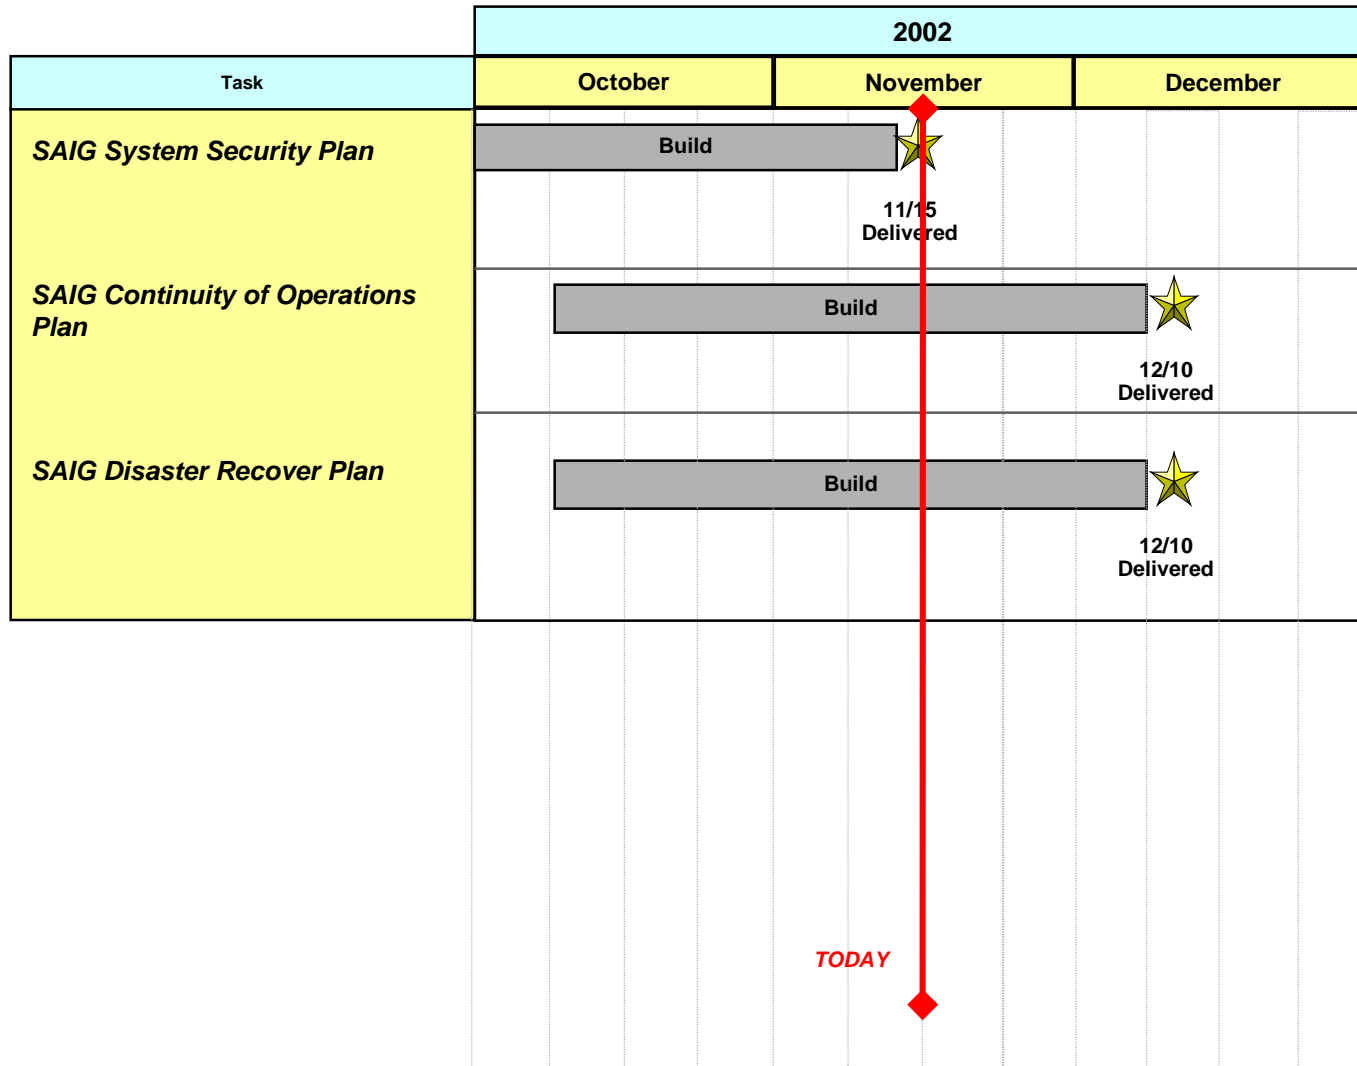 2002
Task
October
November
December
SAIG System Security Plan
Build
11/15
Delivered
SAIG Continuity of Operations
Plan
Build
12/10
Delivered
SAIG Disaster Recover Plan
Build
12/10
Delivered
TODAY